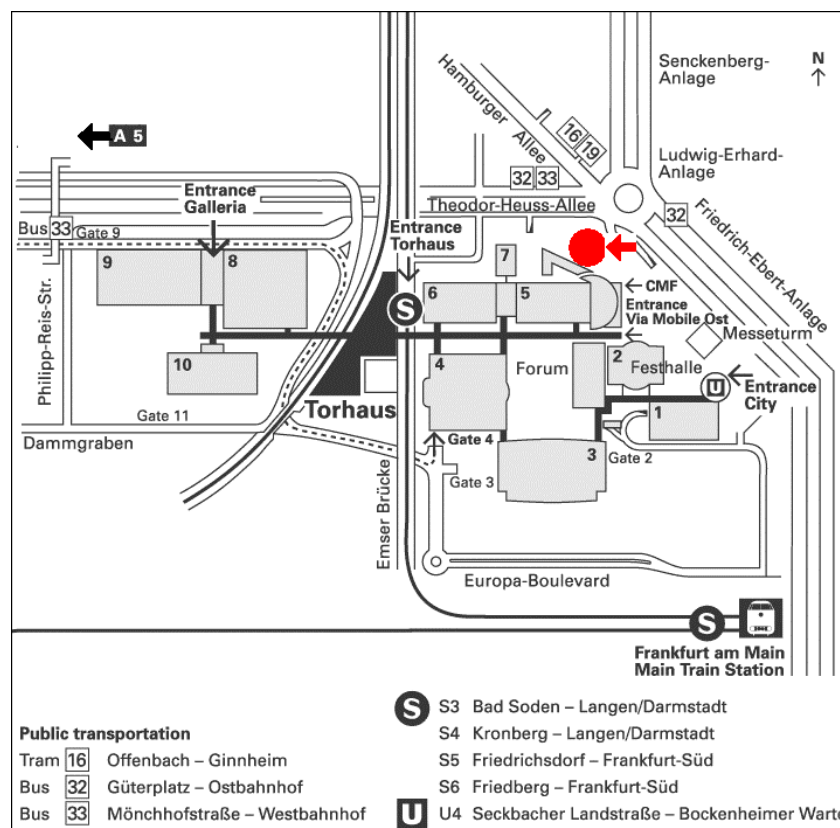 Senckenberg-
Anlage
N
Hamburger Allee
16 19
A 5
Ludwig-Erhard-
Anlage
32 33
Entrance
Galleria
Theodor-Heuss-Allee
32
Friedrich-Ebert-Anlage
Bus 33
Gate 9
Entrance
Torhaus
9
8
7
6
5
S
CMF
Entrance
Via Mobile Ost
Messeturm
Philipp-Reis-Str.
10
4
Forum
2
Festhalle
U
Entrance
City
Torhaus
1
Gate 11
Dammgraben
Gate 4
3
Gate 2
Gate 3
Emser Brücke
Europa-Boulevard
S
Frankfurt am Main
Main Train Station
Public transportation
Tram 16 Offenbach – Ginnheim
Bus 32 Güterplatz – Ostbahnhof
Bus 33 Mönchhofstraße – Westbahnhof
S S3 Bad Soden – Langen/Darmstadt
S4 Kronberg – Langen/Darmstadt
S5 Friedrichsdorf – Frankfurt-Süd
S6 Friedberg – Frankfurt-Süd
U U4 Seckbacher Landstraße – Bockenheimer Warte